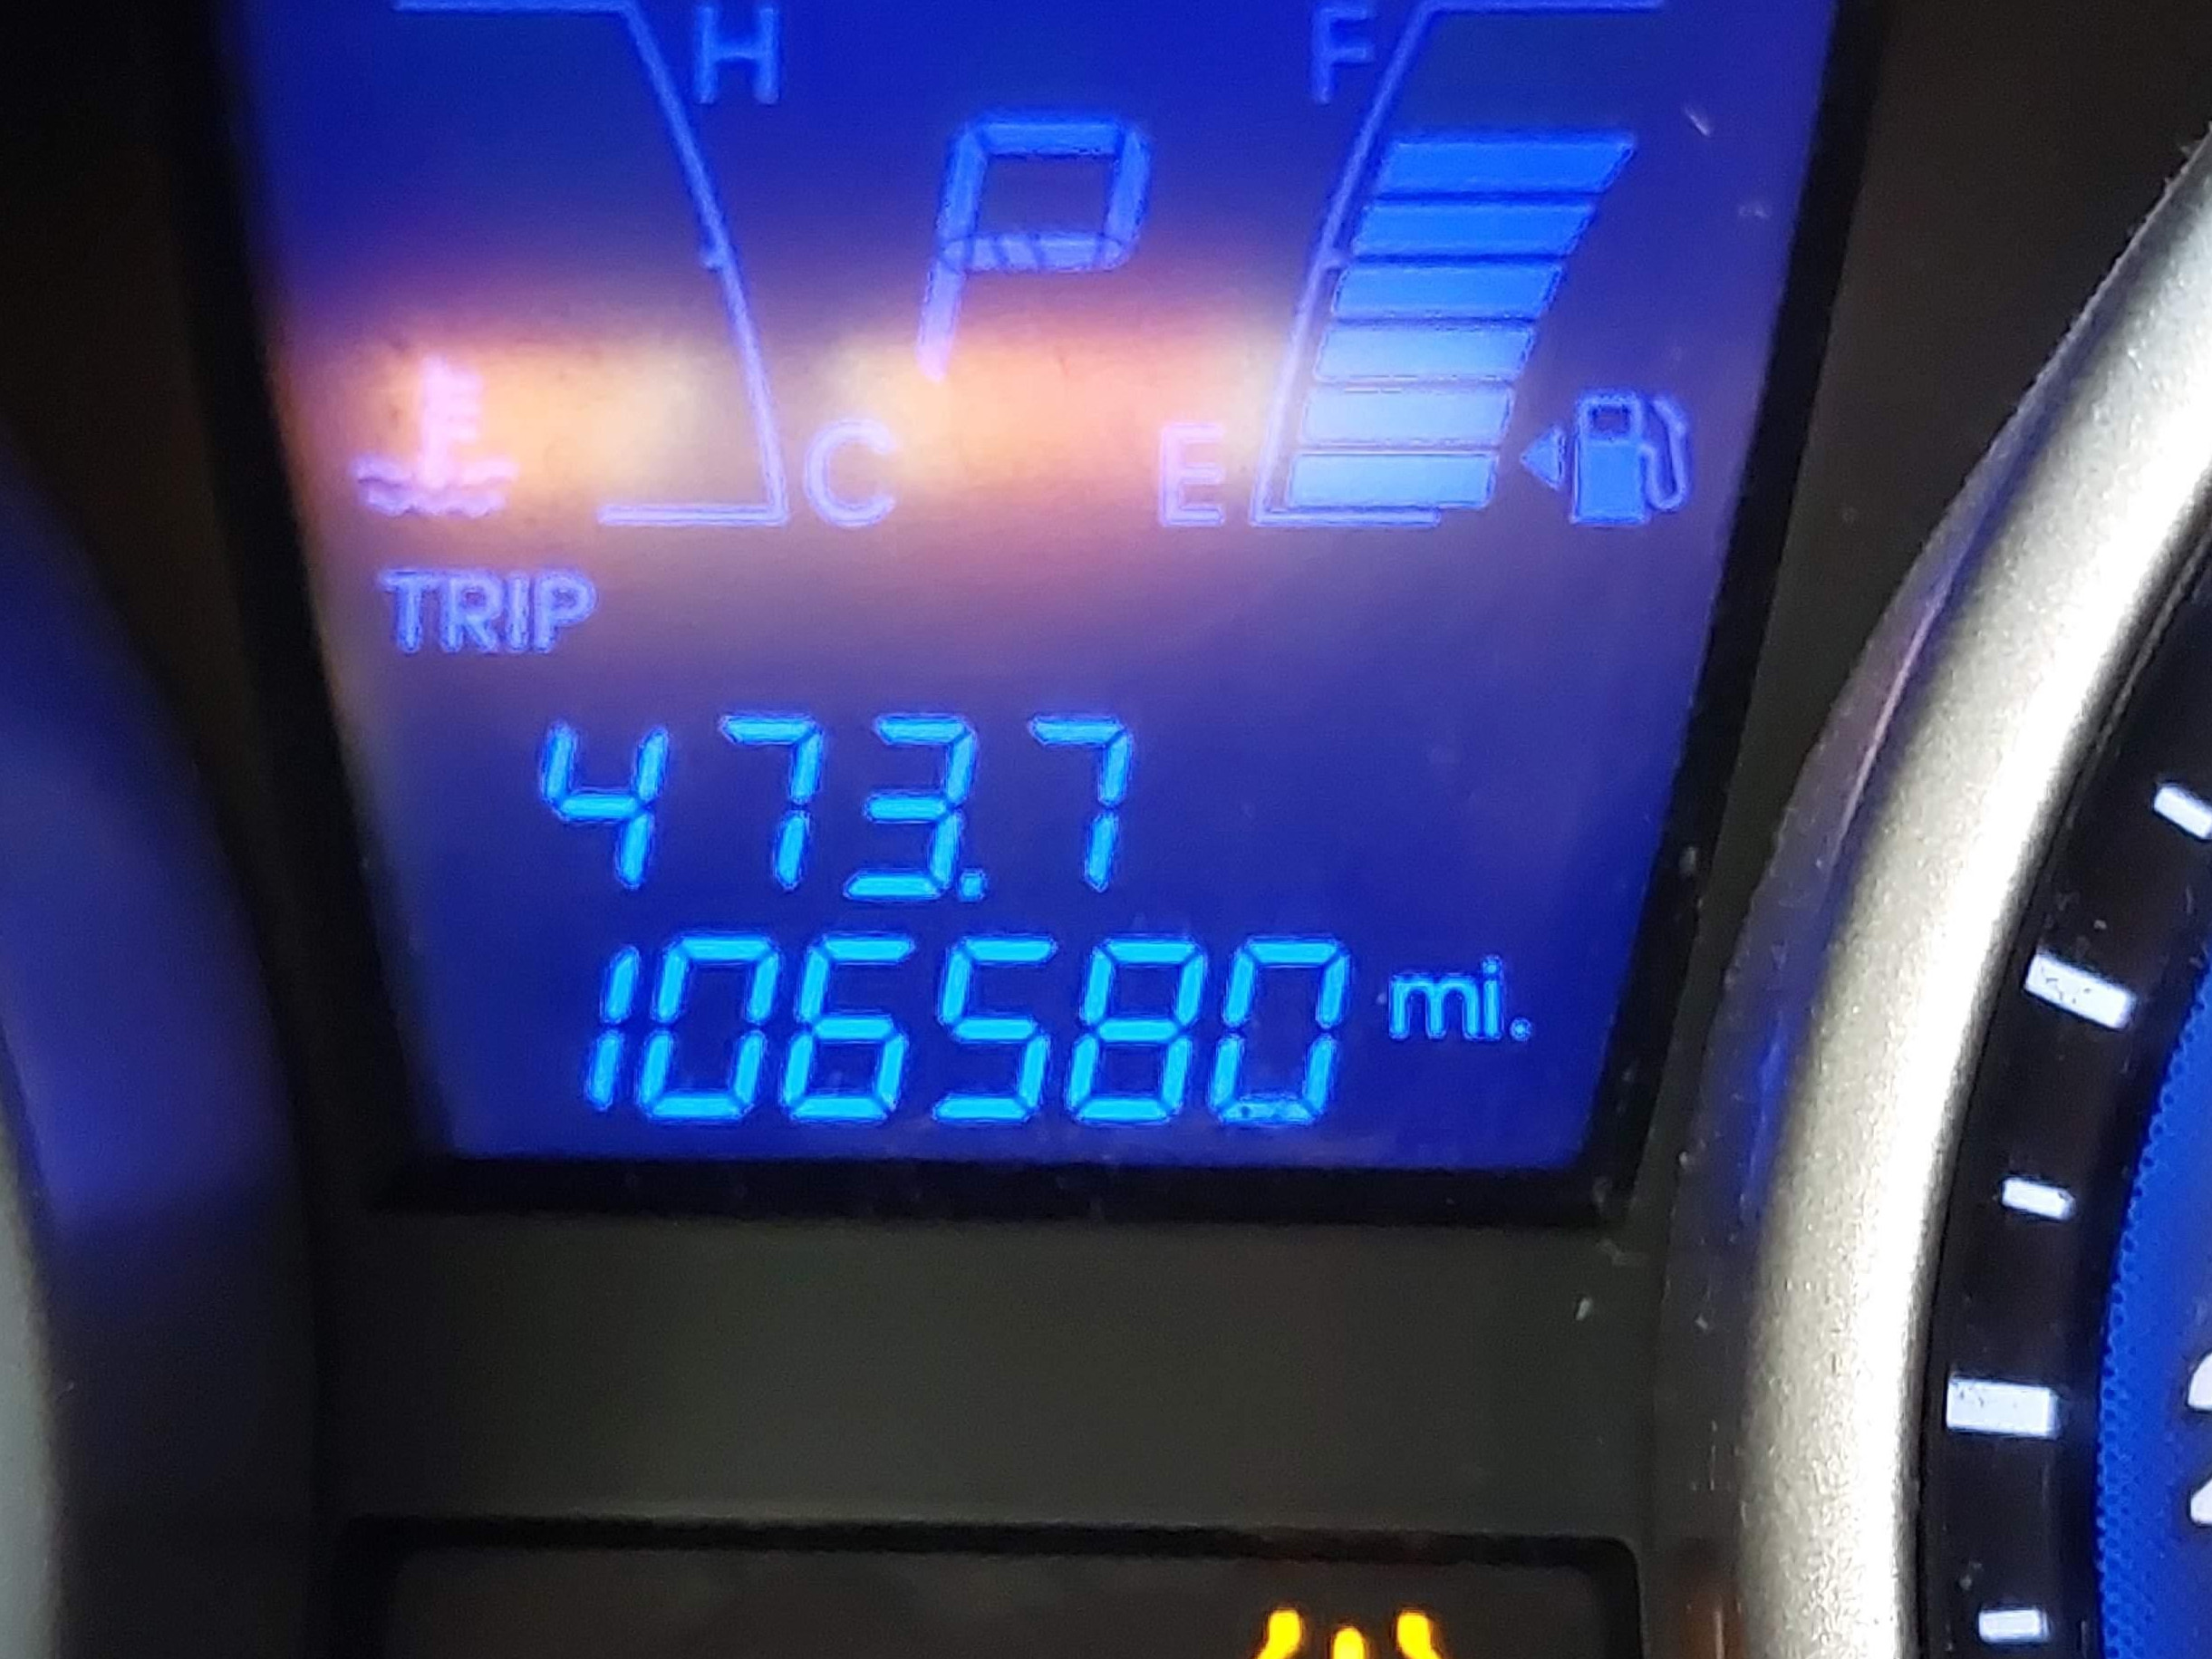 H F
P
C E
TRIP
473.7
106580 mi.